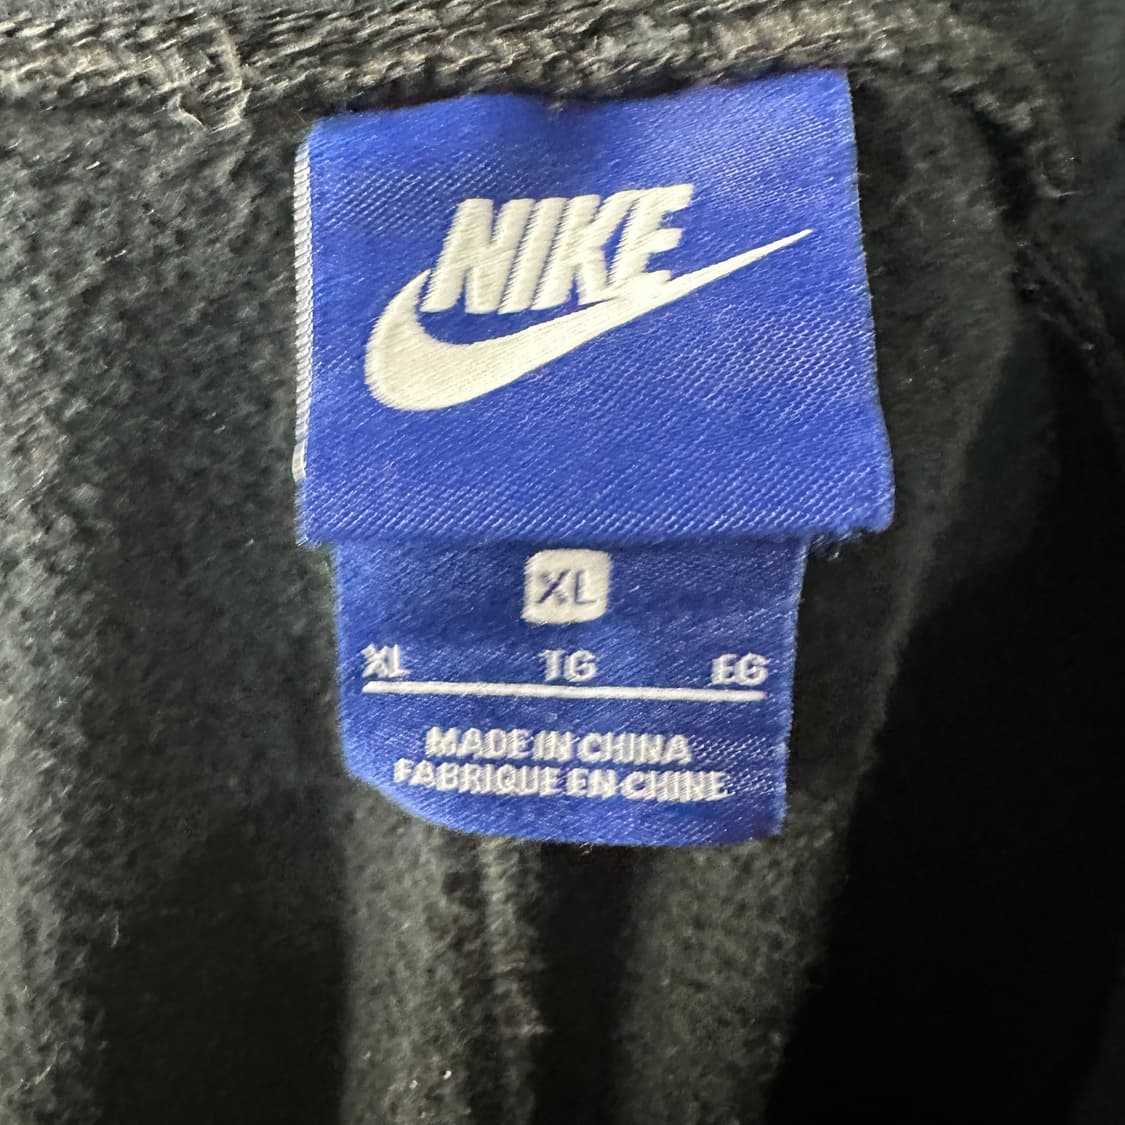 NIKE
XL
XL TG EG
MADE IN CHINA
FABRIQUE EN CHINE